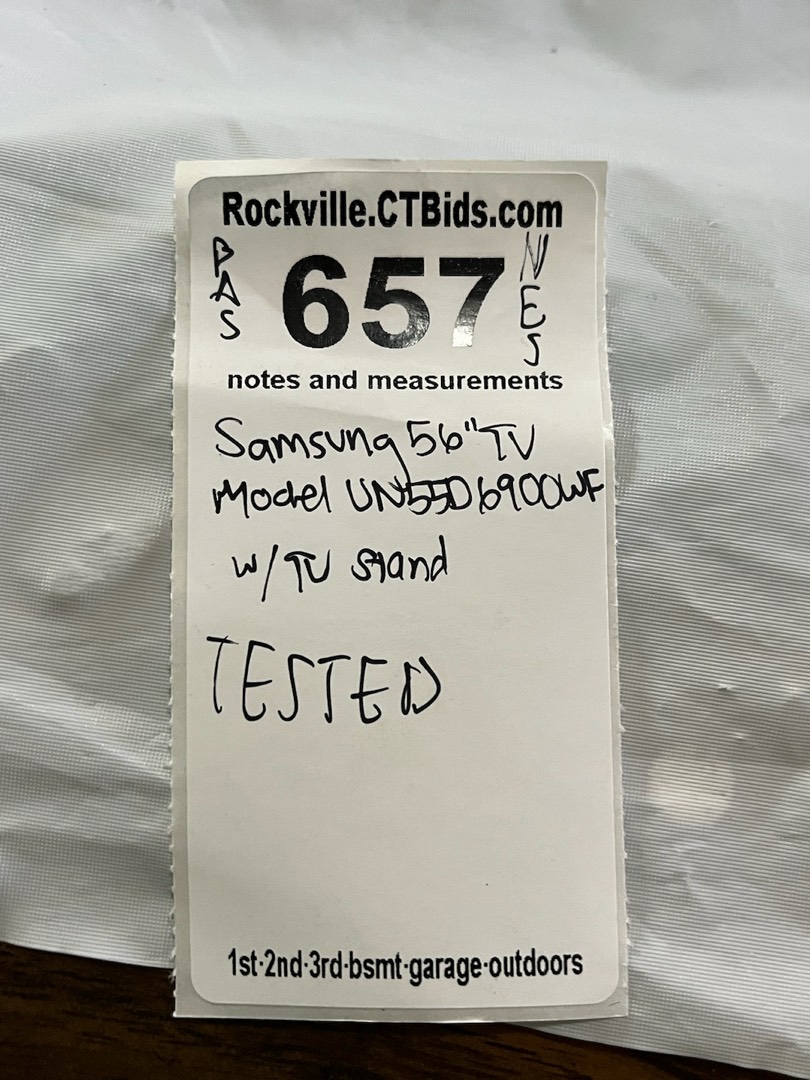 Rockville.CTBids.com
BAS
657
NES
notes and measurements
Samsung 56" TV
Model UN55D6900WF
w/TV stand
TESTED
1st·2nd·3rd·bsmt·garage·outdoors